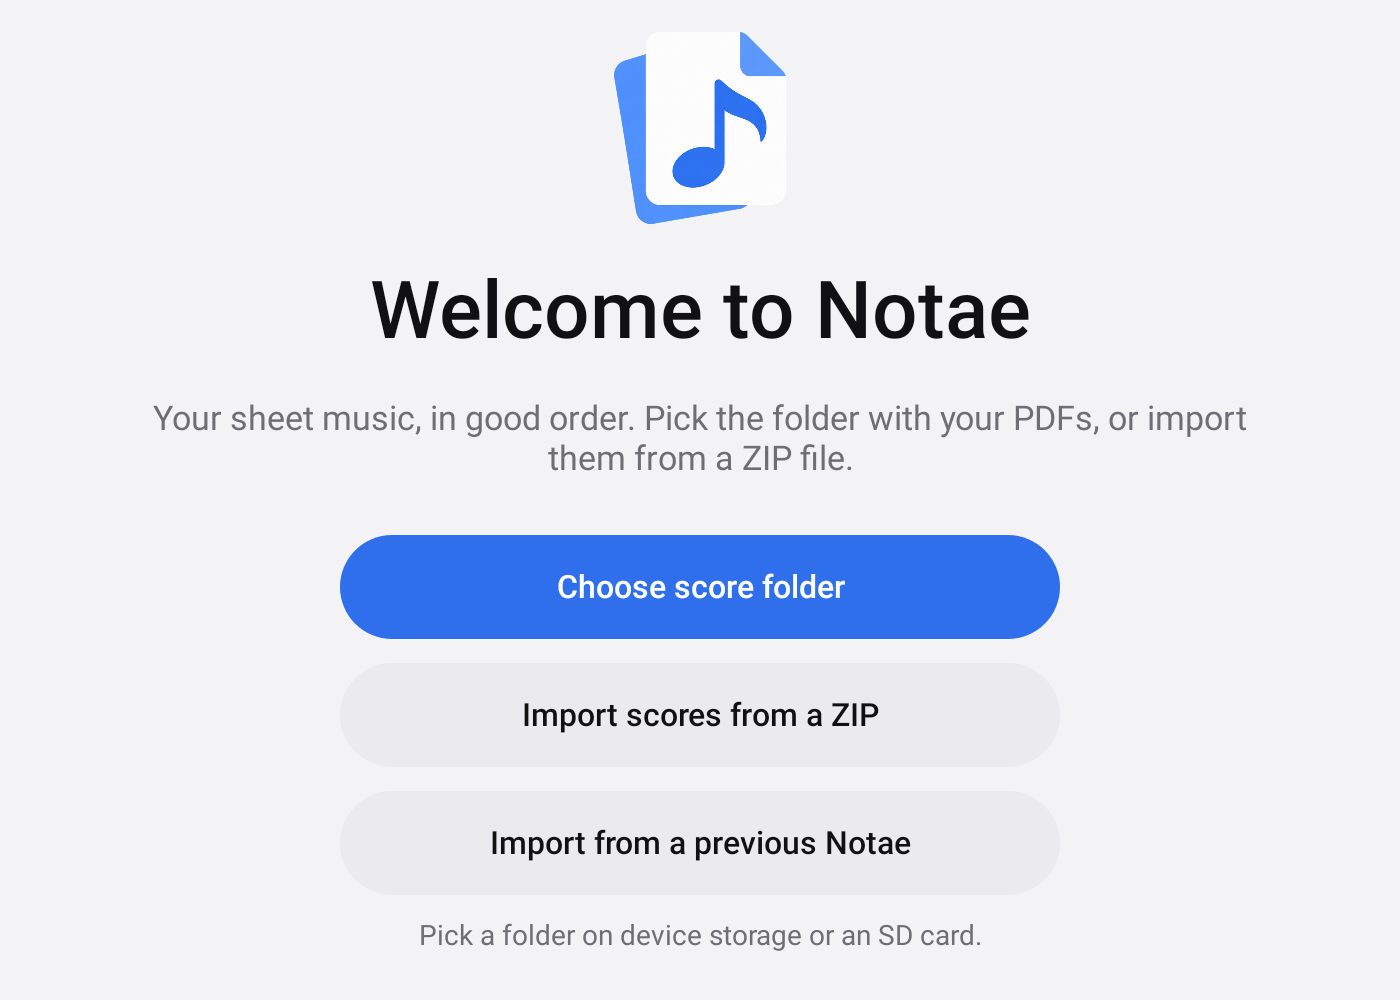 Welcome to Notae
Your sheet music, in good order. Pick the folder with your PDFs, or import
them from a ZIP file.
Choose score folder
Import scores from a ZIP
Import from a previous Notae
Pick a folder on device storage or an SD card.